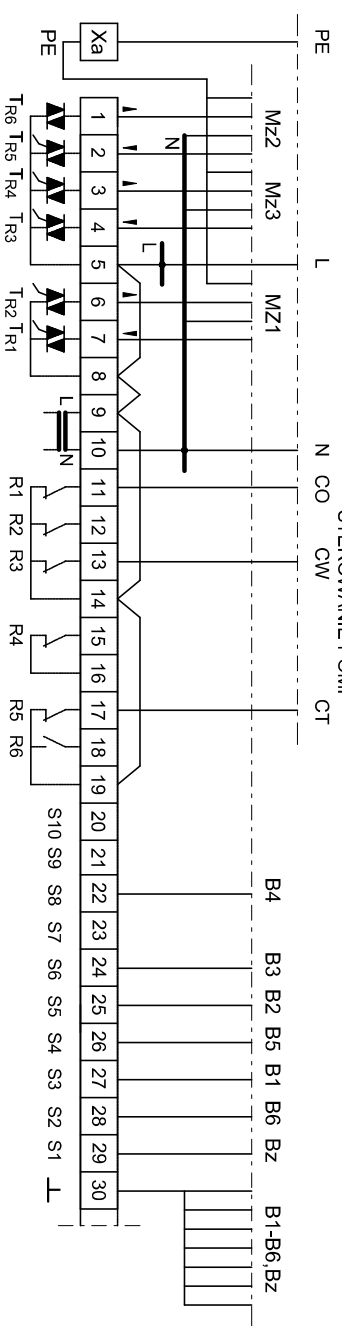 PE
Mz2
Mz3
L
MZ1
N
CO
CW
CT
B4
B3
B2
B5
B1
B6
Bz
B1-B6,Bz
N
L
PE
Xa
1
2
3
4
5
6
7
8
9
10
11
12
13
14
15
16
17
18
19
20
21
22
23
24
25
26
27
28
29
30
L
N
TR6
TR5
TR4
TR3
TR2
TR1
R1
R2
R3
R4
R5
R6
S10
S9
S8
S7
S6
S5
S4
S3
S2
S1